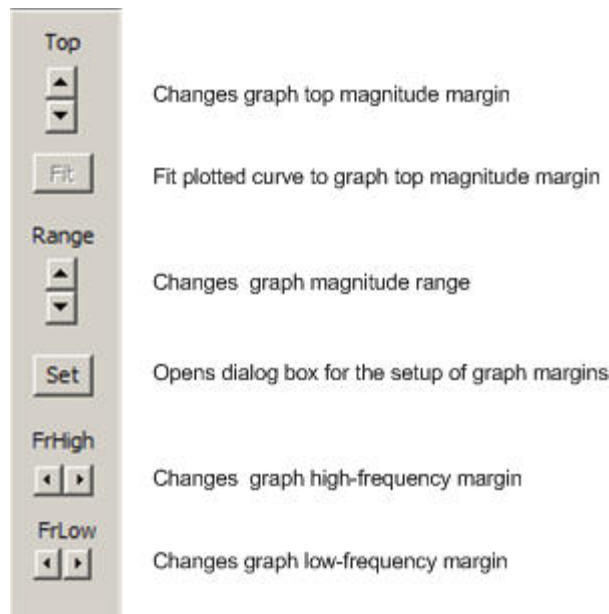 Top
Changes graph top magnitude margin
Fit
Fit plotted curve to graph top magnitude margin
Range
Changes graph magnitude range
Set
Opens dialog box for the setup of graph margins
FrHigh
Changes graph high-frequency margin
FrLow
Changes graph low-frequency margin